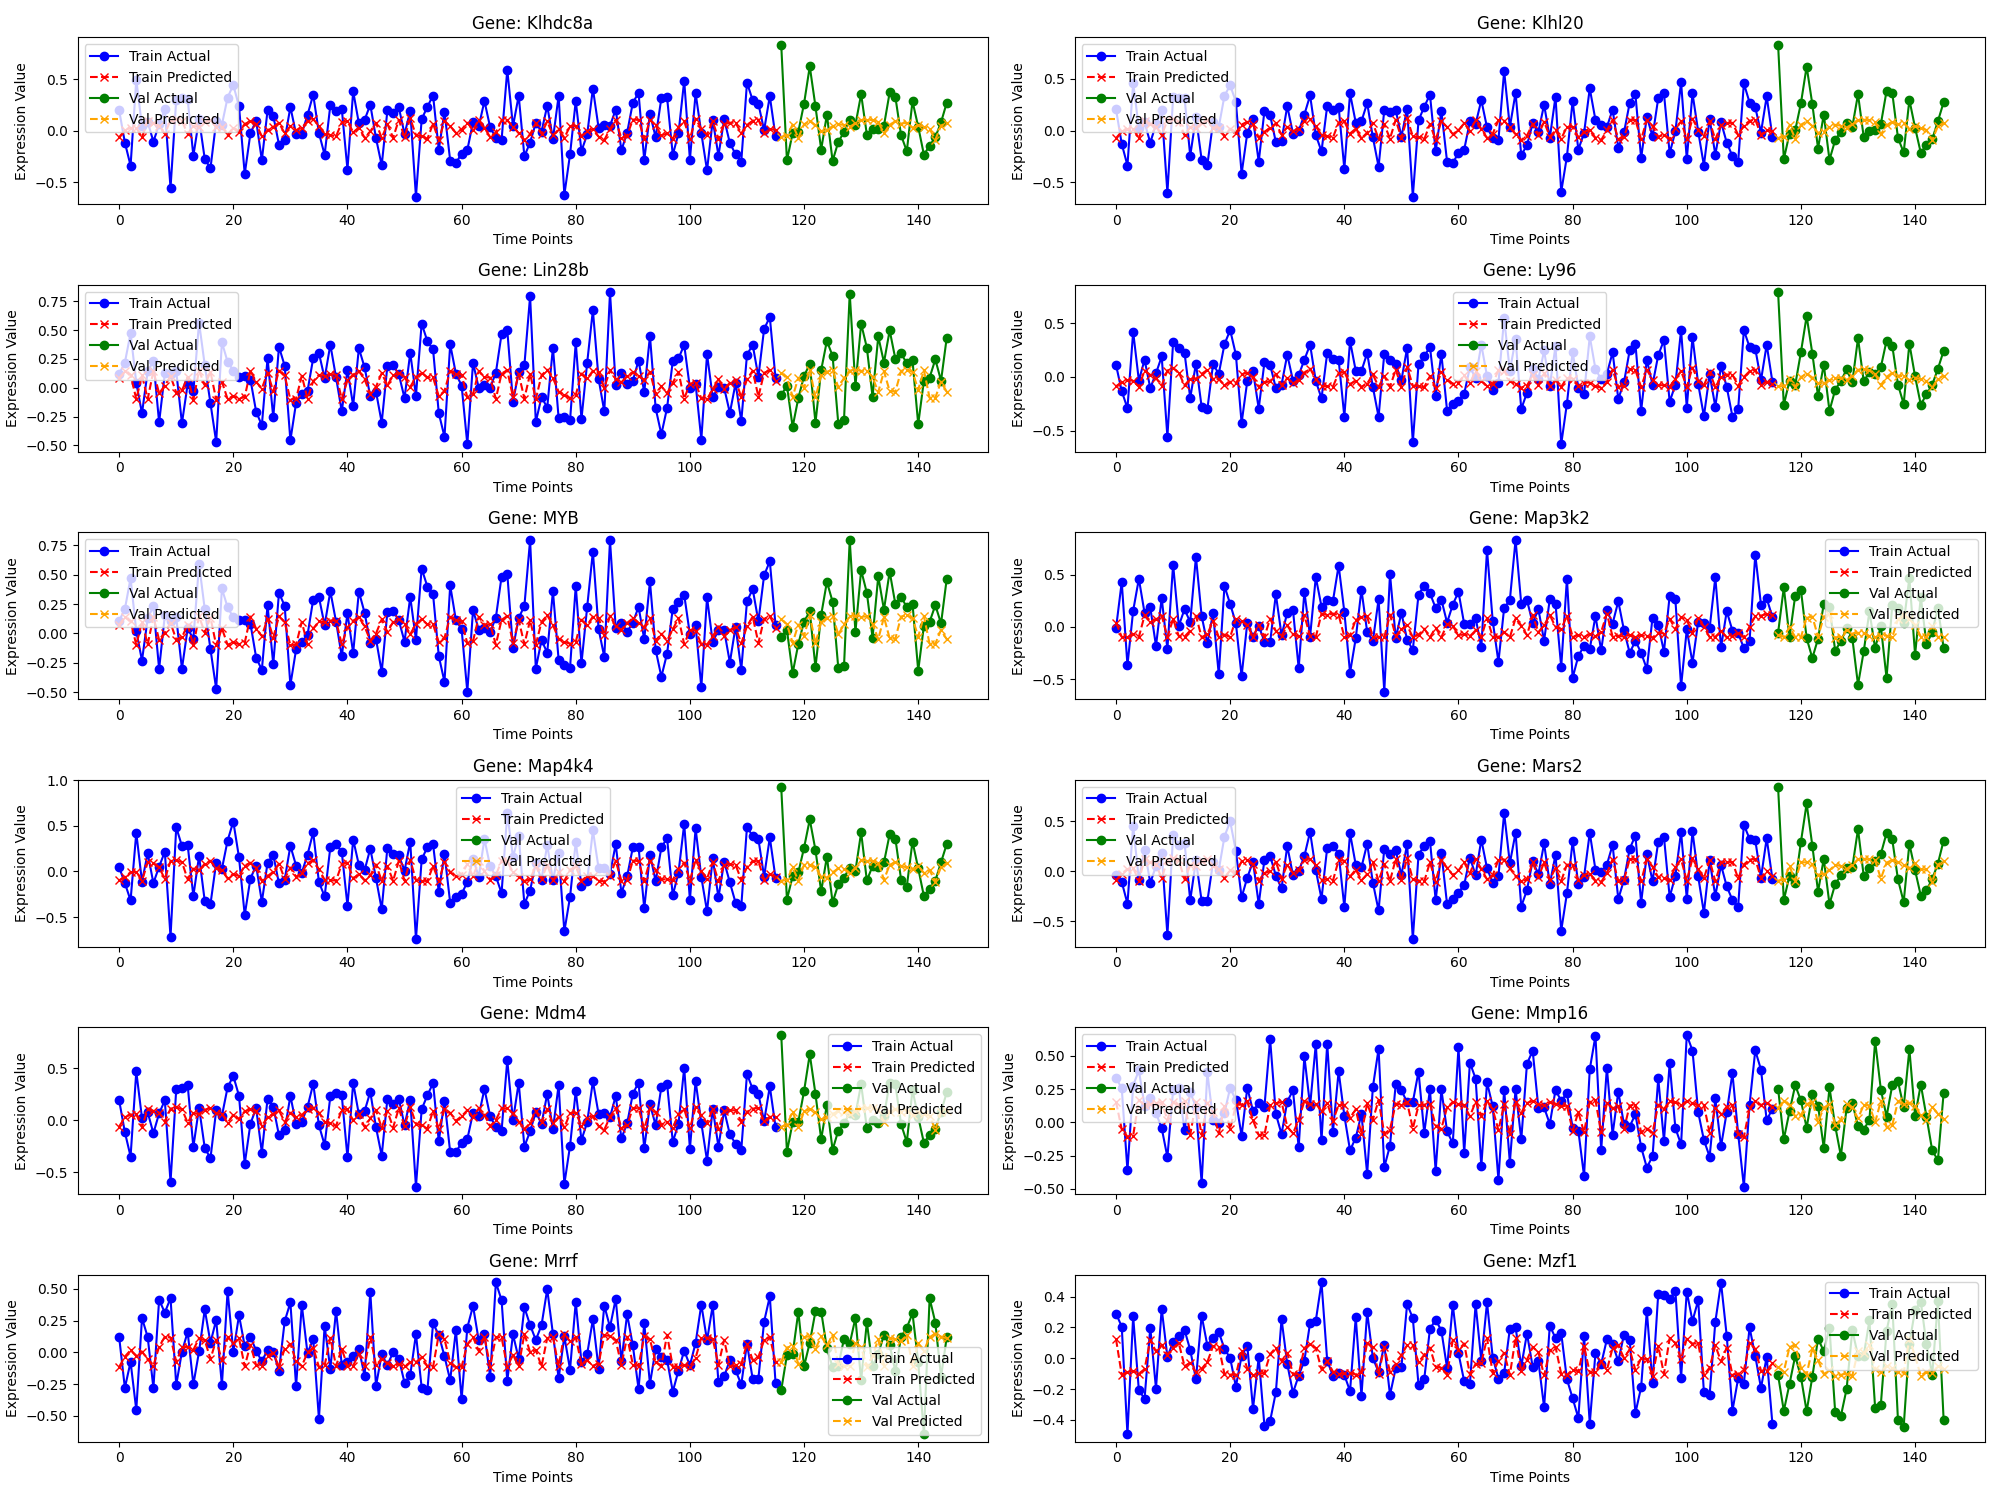 Gene: Klhdc8a
Expression Value
0.5
0.0
−0.5
Train Actual
Train Predicted
Val Actual
Val Predicted
0 20 40 60 80 100 120 140
Time Points
Gene: Klhl20
Expression Value
0.5
0.0
−0.5
Train Actual
Train Predicted
Val Actual
Val Predicted
0 20 40 60 80 100 120 140
Time Points
Gene: Lin28b
Expression Value
0.75
0.50
0.25
0.00
−0.25
−0.50
Train Actual
Train Predicted
Val Actual
Val Predicted
0 20 40 60 80 100 120 140
Time Points
Gene: Ly96
Expression Value
0.5
0.0
−0.5
Train Actual
Train Predicted
Val Actual
Val Predicted
0 20 40 60 80 100 120 140
Time Points
Gene: MYB
Expression Value
0.75
0.50
0.25
0.00
−0.25
−0.50
Train Actual
Train Predicted
Val Actual
Val Predicted
0 20 40 60 80 100 120 140
Time Points
Gene: Map3k2
Expression Value
0.5
0.0
−0.5
Train Actual
Train Predicted
Val Actual
Val Predicted
0 20 40 60 80 100 120 140
Time Points
Gene: Map4k4
Expression Value
1.0
0.5
0.0
−0.5
Train Actual
Train Predicted
Val Actual
Val Predicted
0 20 40 60 80 100 120 140
Time Points
Gene: Mars2
Expression Value
0.5
0.0
−0.5
Train Actual
Train Predicted
Val Actual
Val Predicted
0 20 40 60 80 100 120 140
Time Points
Gene: Mdm4
Expression Value
0.5
0.0
−0.5
Train Actual
Train Predicted
Val Actual
Val Predicted
0 20 40 60 80 100 120 140
Time Points
Gene: Mmp16
Expression Value
0.50
0.25
0.00
−0.25
−0.50
Train Actual
Train Predicted
Val Actual
Val Predicted
0 20 40 60 80 100 120 140
Time Points
Gene: Mrrf
Expression Value
0.50
0.25
0.00
−0.25
−0.50
Train Actual
Train Predicted
Val Actual
Val Predicted
0 20 40 60 80 100 120 140
Time Points
Gene: Mzf1
Expression Value
0.4
0.2
0.0
−0.2
−0.4
Train Actual
Train Predicted
Val Actual
Val Predicted
0 20 40 60 80 100 120 140
Time Points